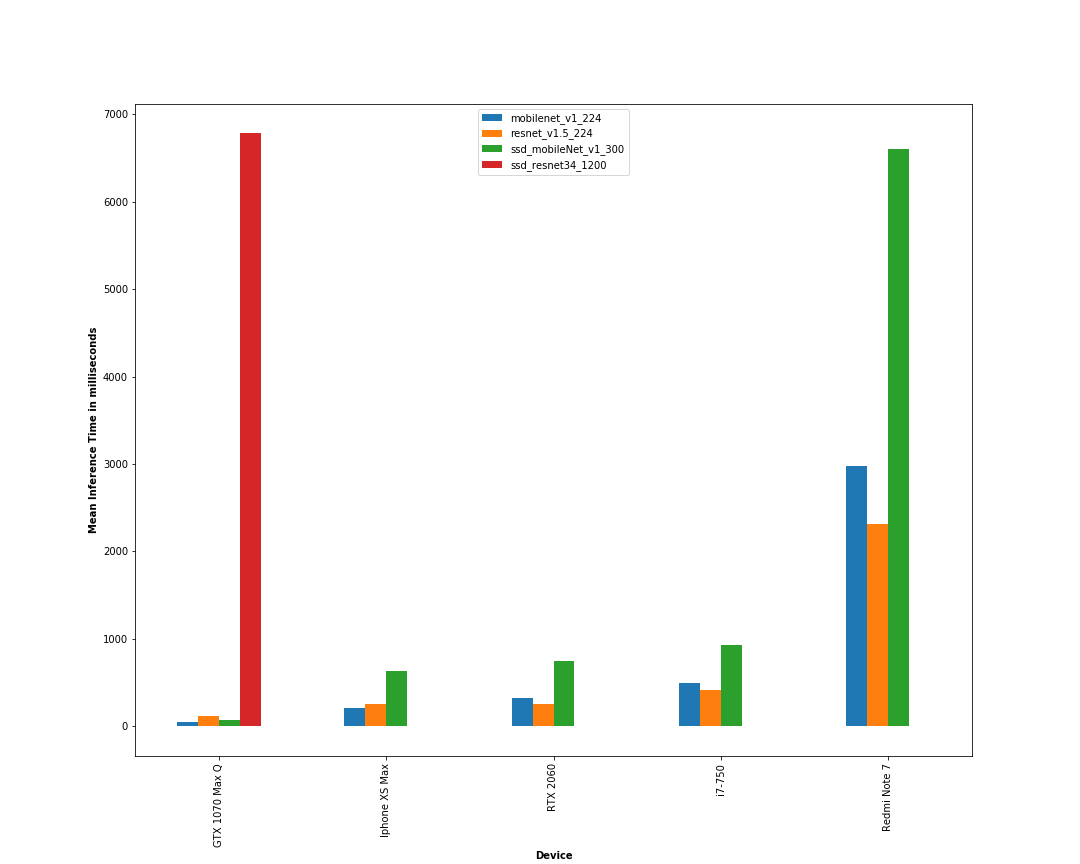 7000
6000
5000
4000
3000
2000
1000
0
Mean Inference Time in milliseconds
mobilenet_v1_224
resnet_v1.5_224
ssd_mobileNet_v1_300
ssd_resnet34_1200
GTX 1070 Max Q
Iphone XS Max
RTX 2060
i7-750
Redmi Note 7
Device